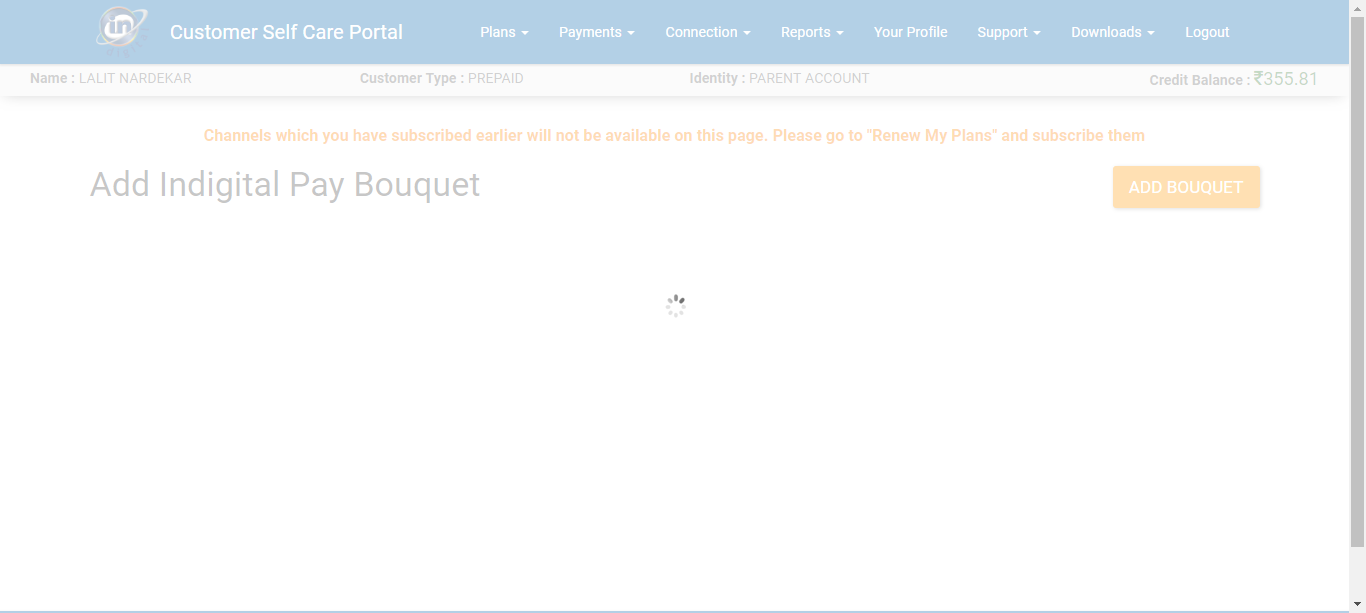 in Customer Self Care Portal Plans Payments Connection Reports Your Profile Support Downloads Logout
Name : LALIT NARDEKAR Customer Type : PREPAID Identity : PARENT ACCOUNT Credit Balance : ₹355.81
Channels which you have subscribed earlier will not be available on this page. Please go to "Renew My Plans" and subscribe them
Add Indigital Pay Bouquet ADD BOUQUET